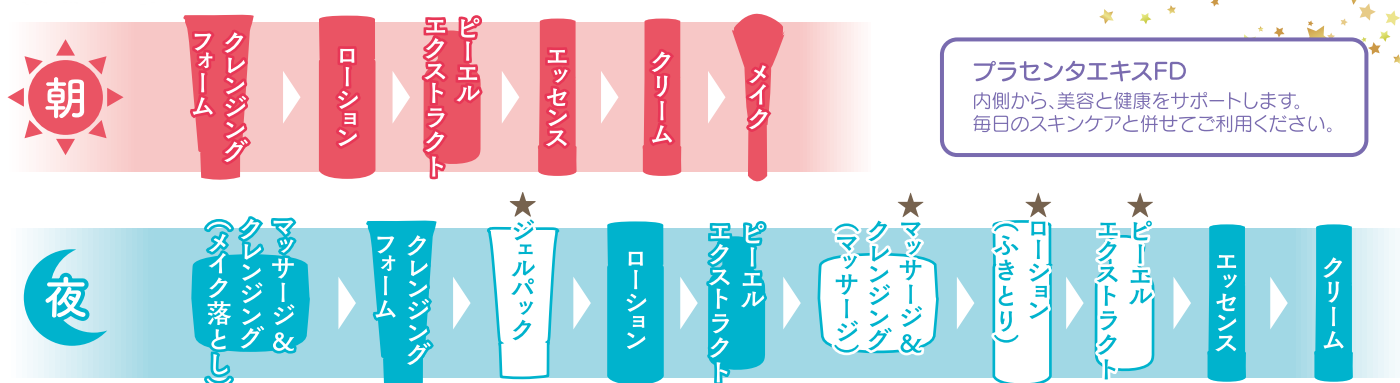 朝
クレンジング
フォーム
ローション
ピーエル
エクストラクト
エッセンス
クリーム
メイク
プラセンタエキスFD
内側から、美容と健康をサポートします。
毎日のスキンケアと併せてご利用ください。
夜
マッサージ＆
クレンジング
（メイク落とし）
クレンジング
フォーム
★
ジェルパック
ローション
ピーエル
エクストラクト
★
マッサージ＆
クレンジング
（マッサージ）
★
ローション
（ふきとり）
★
ピーエル
エクストラクト
エッセンス
クリーム